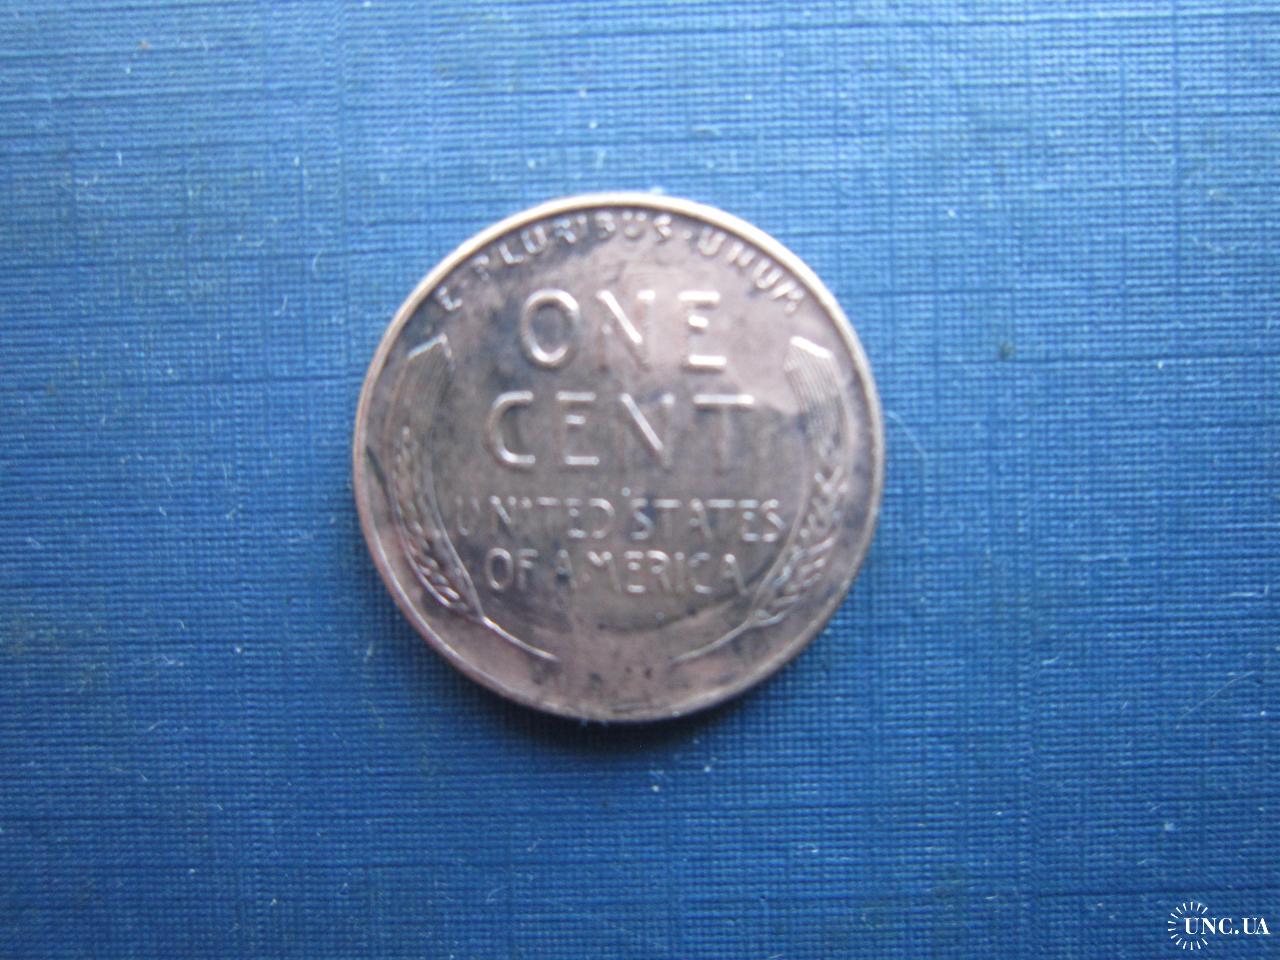 E · PLURIBUS · UNUM
ONE
CENT
UNITED STATES
OF AMERICA
UNC.UA